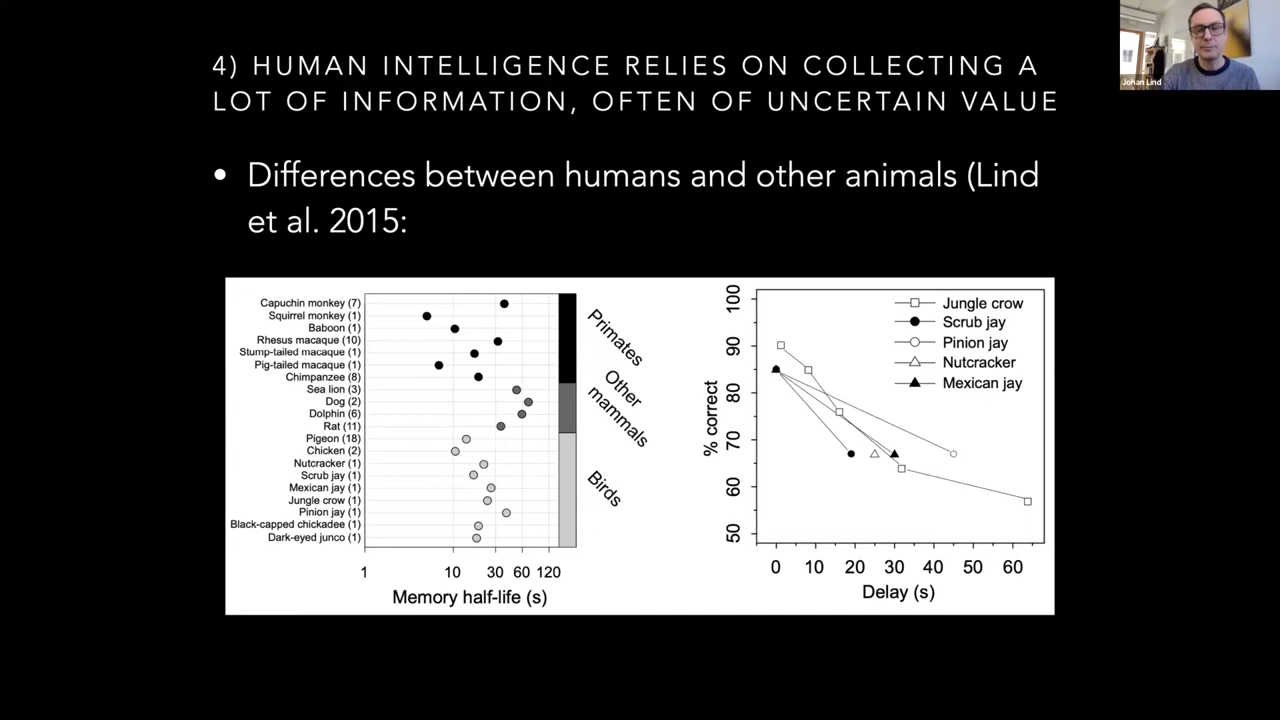 4) HUMAN INTELLIGENCE RELIES ON COLLECTING A
LOT OF INFORMATION, OFTEN OF UNCERTAIN VALUE
Johan Lind
• Differences between humans and other animals (Lind
et al. 2015:
Capuchin monkey (7)
Squirrel monkey (1)
Baboon (1)
Rhesus macaque (10)
Stump-tailed macaque (1)
Pig-tailed macaque (1)
Chimpanzee (8)
Sea lion (3)
Dog (2)
Dolphin (6)
Rat (11)
Pigeon (18)
Chicken (2)
Nutcracker (1)
Scrub jay (1)
Mexican jay (1)
Jungle crow (1)
Pinion jay (1)
Black-capped chickadee (1)
Dark-eyed junco (1)
Primates
Other
mammals
Birds
1 10 30 60 120
Memory half-life (s)
% correct
100
90
80
70
60
50
Jungle crow
Scrub jay
Pinion jay
Nutcracker
Mexican jay
0 10 20 30 40 50 60
Delay (s)